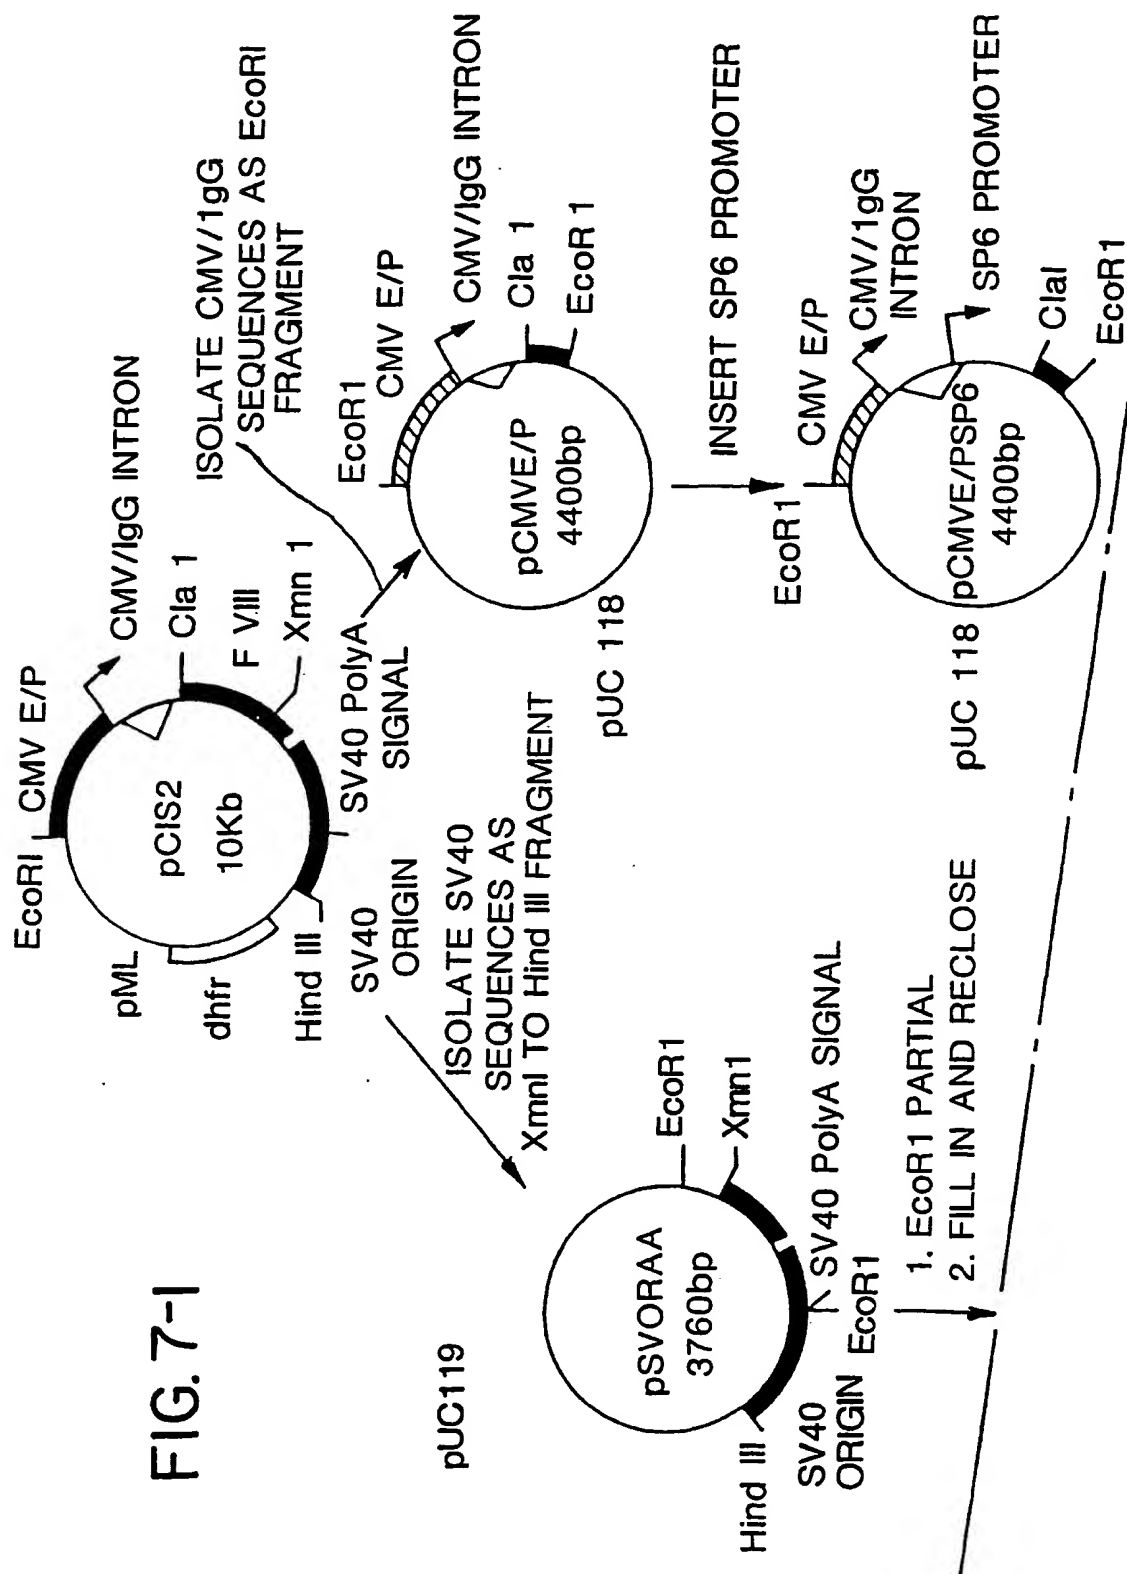 FIG. 7-1
EcoRI
CMV E/P
CMV/IgG INTRON
Cla 1
F VIII
Xmn 1
pML
dhfr
Hind III
pCIS2
10Kb
SV40 PolyA
SIGNAL
SV40
ORIGIN
ISOLATE CMV/1gG
SEQUENCES AS EcoRI
FRAGMENT
ISOLATE SV40
SEQUENCES AS
XmnI TO Hind III FRAGMENT
EcoR1
CMV E/P
CMV/IgG INTRON
Cla 1
EcoR 1
pCMVE/P
4400bp
pUC 118
INSERT SP6 PROMOTER
EcoR1
CMV E/P
CMV/1gG
INTRON
SP6 PROMOTER
ClaI
EcoR1
pCMVE/PSP6
4400bp
pUC 118
pUC119
EcoR1
Xmn1
pSVORAA
3760bp
Hind III
SV40
ORIGIN
EcoR1
SV40 PolyA SIGNAL
1. EcoR1 PARTIAL
2. FILL IN AND RECLOSE